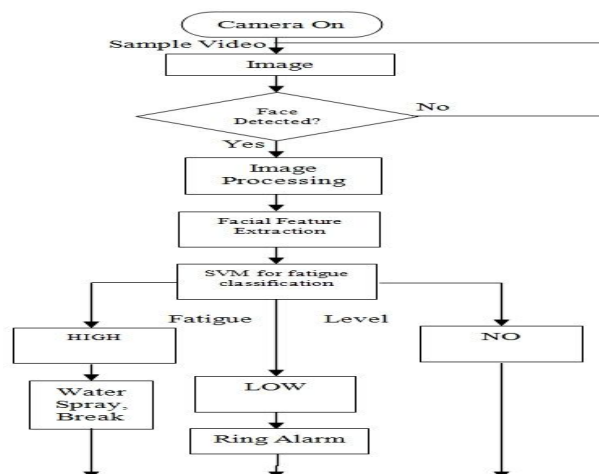 Camera On
Sample Video
Image
Face
Detected?
No
Yes
Image
Processing
Facial Feature
Extraction
SVM for fatigue
classification
Fatigue Level
HIGH
NO
Water
Spray,
Break
LOW
Ring Alarm